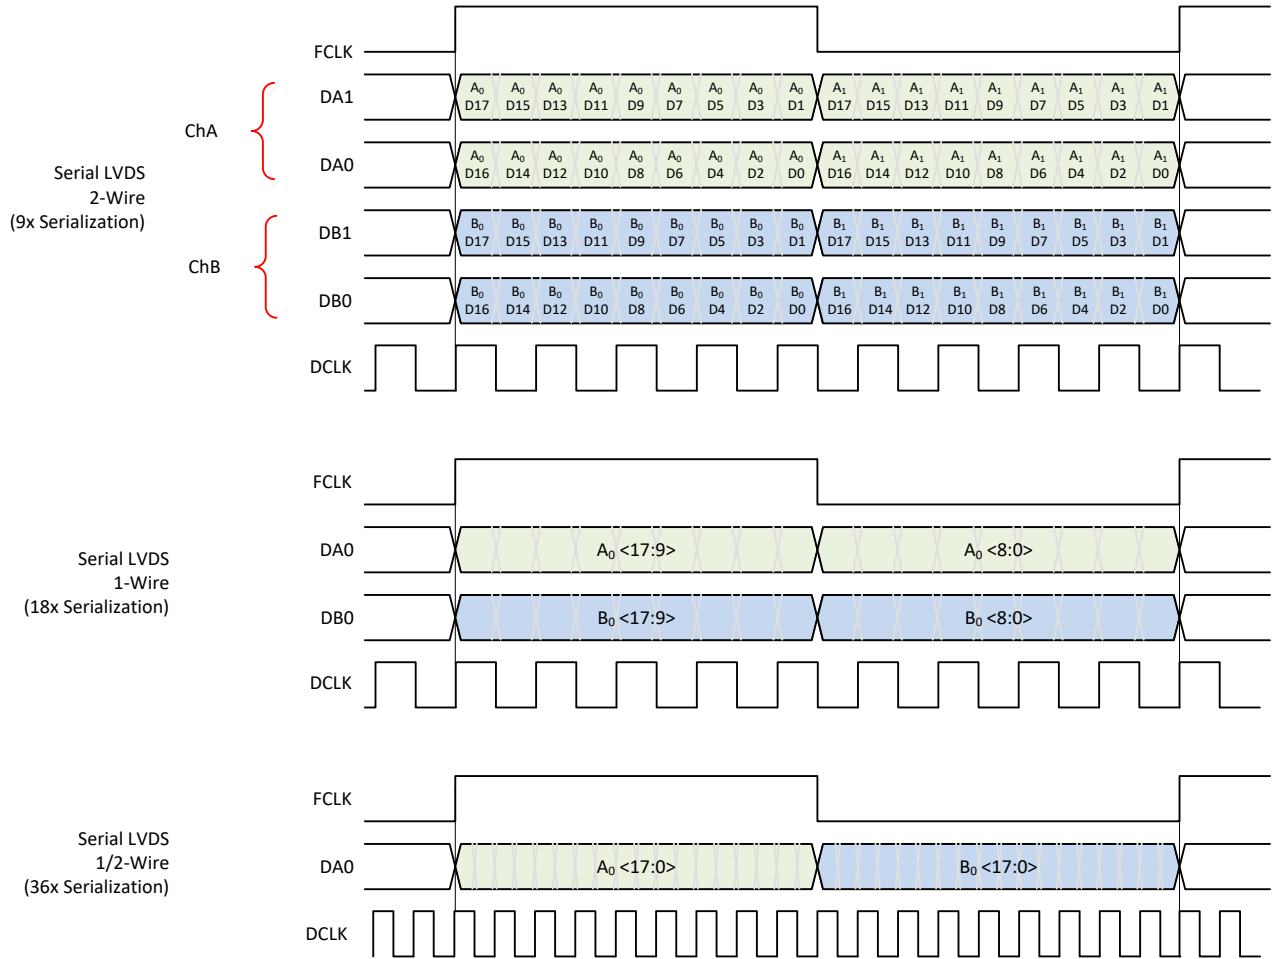 FCLK
DA1
A0 A0 A0 A0 A0 A0 A0 A0 A0 A1 A1 A1 A1 A1 A1 A1 A1 A1
D17 D15 D13 D11 D9 D7 D5 D3 D1 D17 D15 D13 D11 D9 D7 D5 D3 D1
ChA
DA0
A0 A0 A0 A0 A0 A0 A0 A0 A0 A1 A1 A1 A1 A1 A1 A1 A1 A1
D16 D14 D12 D10 D8 D6 D4 D2 D0 D16 D14 D12 D10 D8 D6 D4 D2 D0
Serial LVDS
2-Wire
(9x Serialization)
DB1
B0 B0 B0 B0 B0 B0 B0 B0 B0 B1 B1 B1 B1 B1 B1 B1 B1 B1
D17 D15 D13 D11 D9 D7 D5 D3 D1 D17 D15 D13 D11 D9 D7 D5 D3 D1
ChB
DB0
B0 B0 B0 B0 B0 B0 B0 B0 B0 B1 B1 B1 B1 B1 B1 B1 B1 B1
D16 D14 D12 D10 D8 D6 D4 D2 D0 D16 D14 D12 D10 D8 D6 D4 D2 D0
DCLK
FCLK
Serial LVDS
1-Wire
(18x Serialization)
DA0
A0 <17:9> A0 <8:0>
DB0
B0 <17:9> B0 <8:0>
DCLK
FCLK
Serial LVDS
1/2-Wire
(36x Serialization)
DA0
A0 <17:0> B0 <17:0>
DCLK